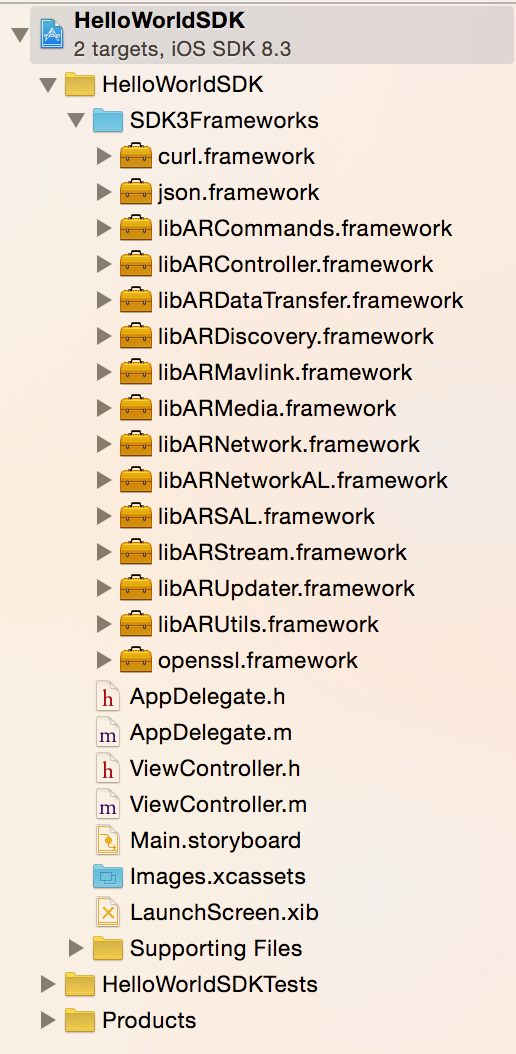 HelloWorldSDK
2 targets, iOS SDK 8.3
HelloWorldSDK
SDK3Frameworks
curl.framework
json.framework
libARCommands.framework
libARController.framework
libARDataTransfer.framework
libARDiscovery.framework
libARMavlink.framework
libARMedia.framework
libARNetwork.framework
libARNetworkAL.framework
libARSAL.framework
libARStream.framework
libARUpdater.framework
libARUtils.framework
openssl.framework
h AppDelegate.h
m AppDelegate.m
h ViewController.h
m ViewController.m
Main.storyboard
Images.xcassets
LaunchScreen.xib
Supporting Files
HelloWorldSDKTests
Products